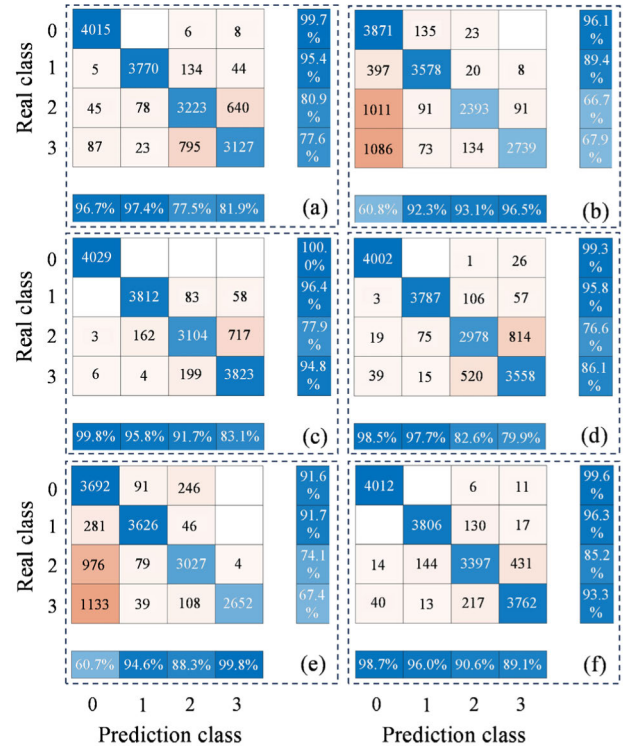 0 4015 6 8 99.7%
1 5 3770 134 44 95.4%
2 45 78 3223 640 80.9%
3 87 23 795 3127 77.6%
Real class
96.7% 97.4% 77.5% 81.9% (a)
3871 135 23 96.1%
397 3578 20 8 89.4%
1011 91 2393 91 66.7%
1086 73 134 2739 67.9%
60.8% 92.3% 93.1% 96.5% (b)
0 4029 100.0%
1 3812 83 58 96.4%
2 3 162 3104 717 77.9%
3 6 4 199 3823 94.8%
Real class
99.8% 95.8% 91.7% 83.1% (c)
4002 1 26 99.3%
3 3787 106 57 95.8%
19 75 2978 814 76.6%
39 15 520 3558 86.1%
98.5% 97.7% 82.6% 79.9% (d)
0 3692 91 246 91.6%
1 281 3626 46 91.7%
2 976 79 3027 4 74.1%
3 1133 39 108 2652 67.4%
Real class
60.7% 94.6% 88.3% 99.8% (e)
0 1 2 3
Prediction class
4012 6 11 99.6%
3806 130 17 96.3%
14 144 3397 431 85.2%
40 13 217 3762 93.3%
98.7% 96.0% 90.6% 89.1% (f)
0 1 2 3
Prediction class